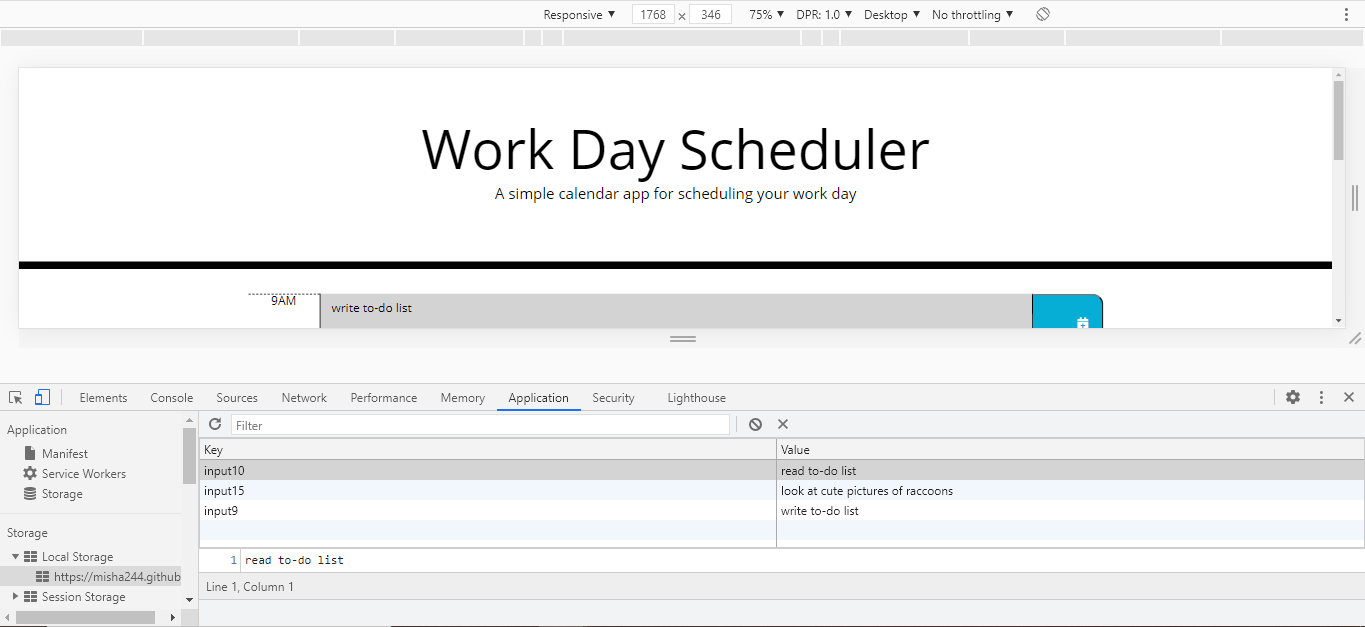 Responsive ▼ 1768 × 346 75% ▼ DPR: 1.0 ▼ Desktop ▼ No throttling ▼
Work Day Scheduler
A simple calendar app for scheduling your work day
9AM write to-do list
Elements Console Sources Network Performance Memory Application Security Lighthouse
Application
Manifest
Service Workers
Storage
Storage
Local Storage
https://misha244.github
Session Storage
Filter
Key Value
input10 read to-do list
input15 look at cute pictures of raccoons
input9 write to-do list
1 read to-do list
Line 1, Column 1